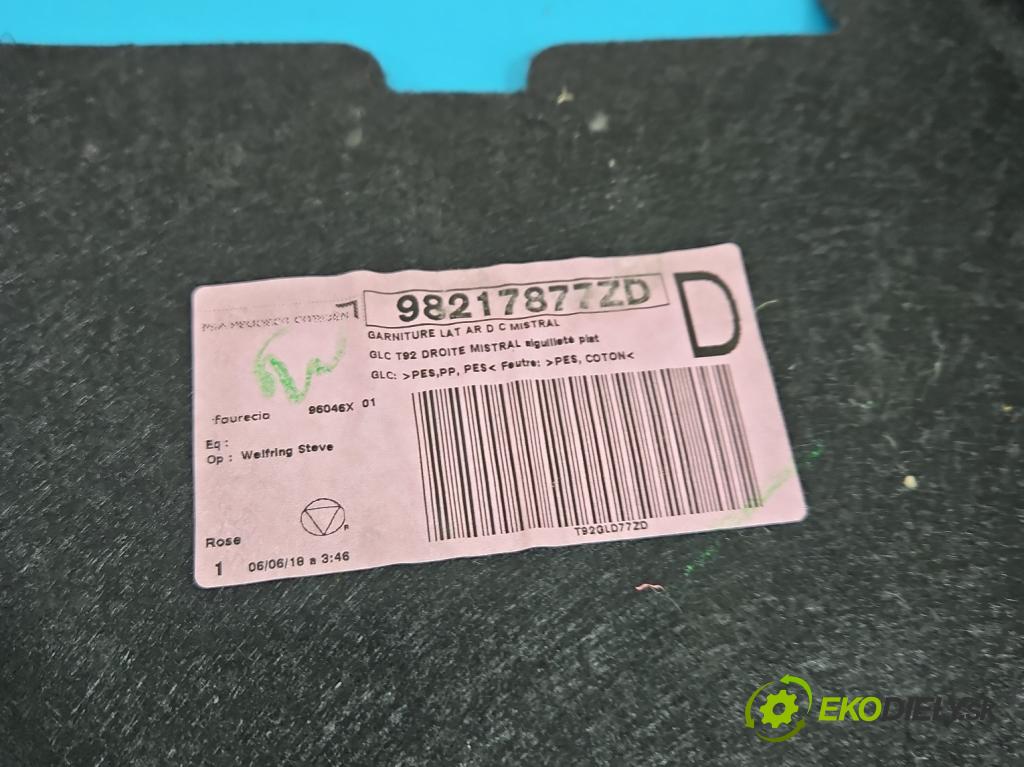 98217877ZD
D
PSA PEUGEOT CITROËN
GARNITURE LAT AR D C MISTRAL
GLC T92 DROITE MISTRAL aiguilleté plat
GLC: >PES,PP, PES< Feutre: >PES, COTON<
faurecia 96046X 01
Eq :
Op : Welfring Steve
R
Rose
1 06/06/18 a 3:46
T92GLD77ZD
EKODIELY.SK